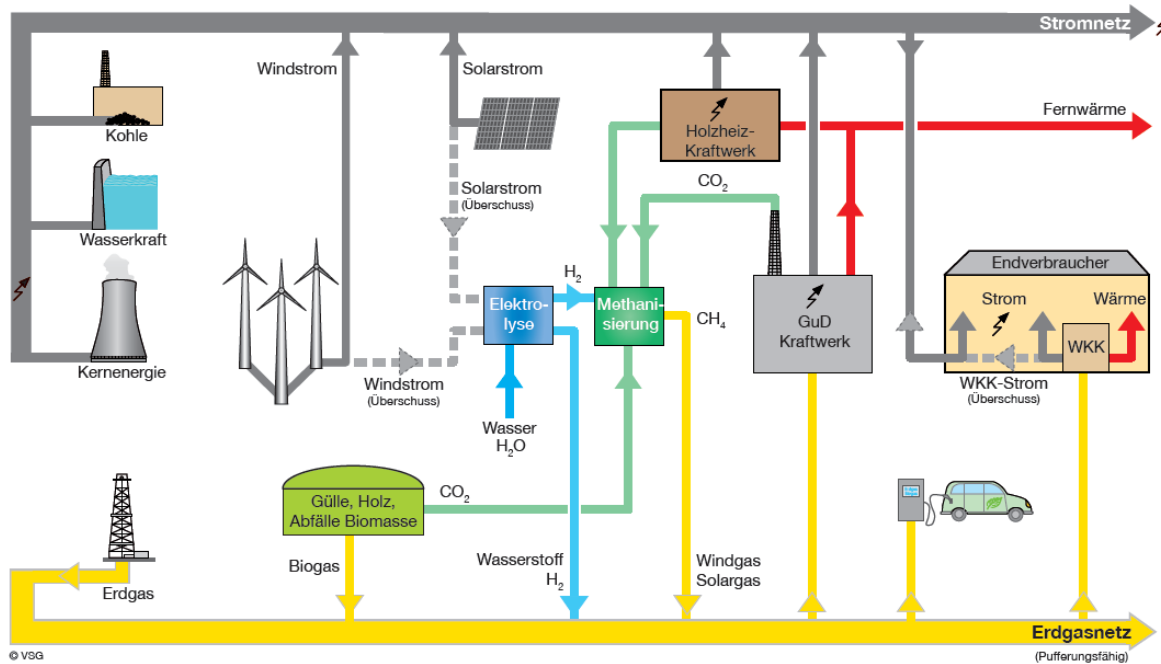 Stromnetz
Windstrom
Solarstrom
Kohle
Holzheiz-
Kraftwerk
Fernwärme
CO₂
Solarstrom
(Überschuss)
Wasserkraft
Endverbraucher
Strom
Wärme
H₂
Elektro-
lyse
Methani-
sierung
CH₄
GuD
Kraftwerk
WKK
Kernenergie
Windstrom
(Überschuss)
WKK-Strom
(Überschuss)
Wasser
H₂O
CO₂
Gülle, Holz,
Abfälle Biomasse
Erdgas
Biogas
Wasserstoff
H₂
Windgas
Solargas
Erdgasnetz
(Pufferungsfähig)
© VSG